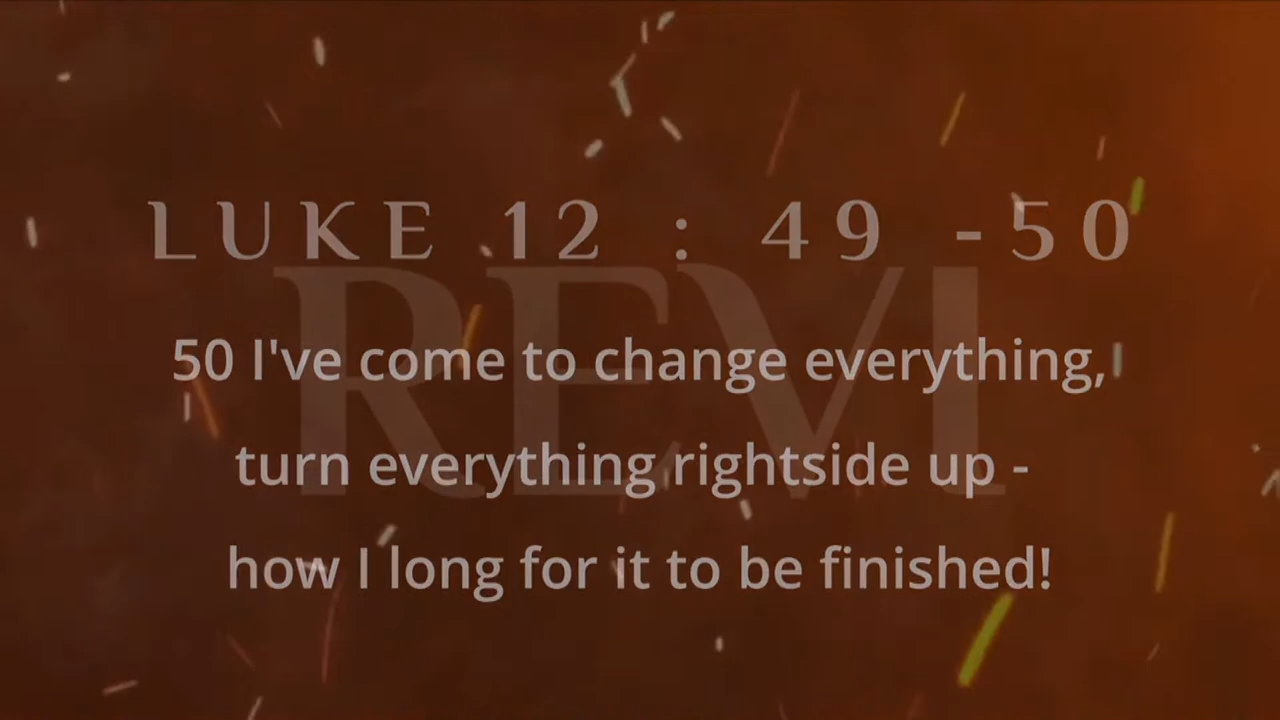 LUKE 12 : 49 -50
REVI
50 I've come to change everything,
turn everything rightside up -
how I long for it to be finished!